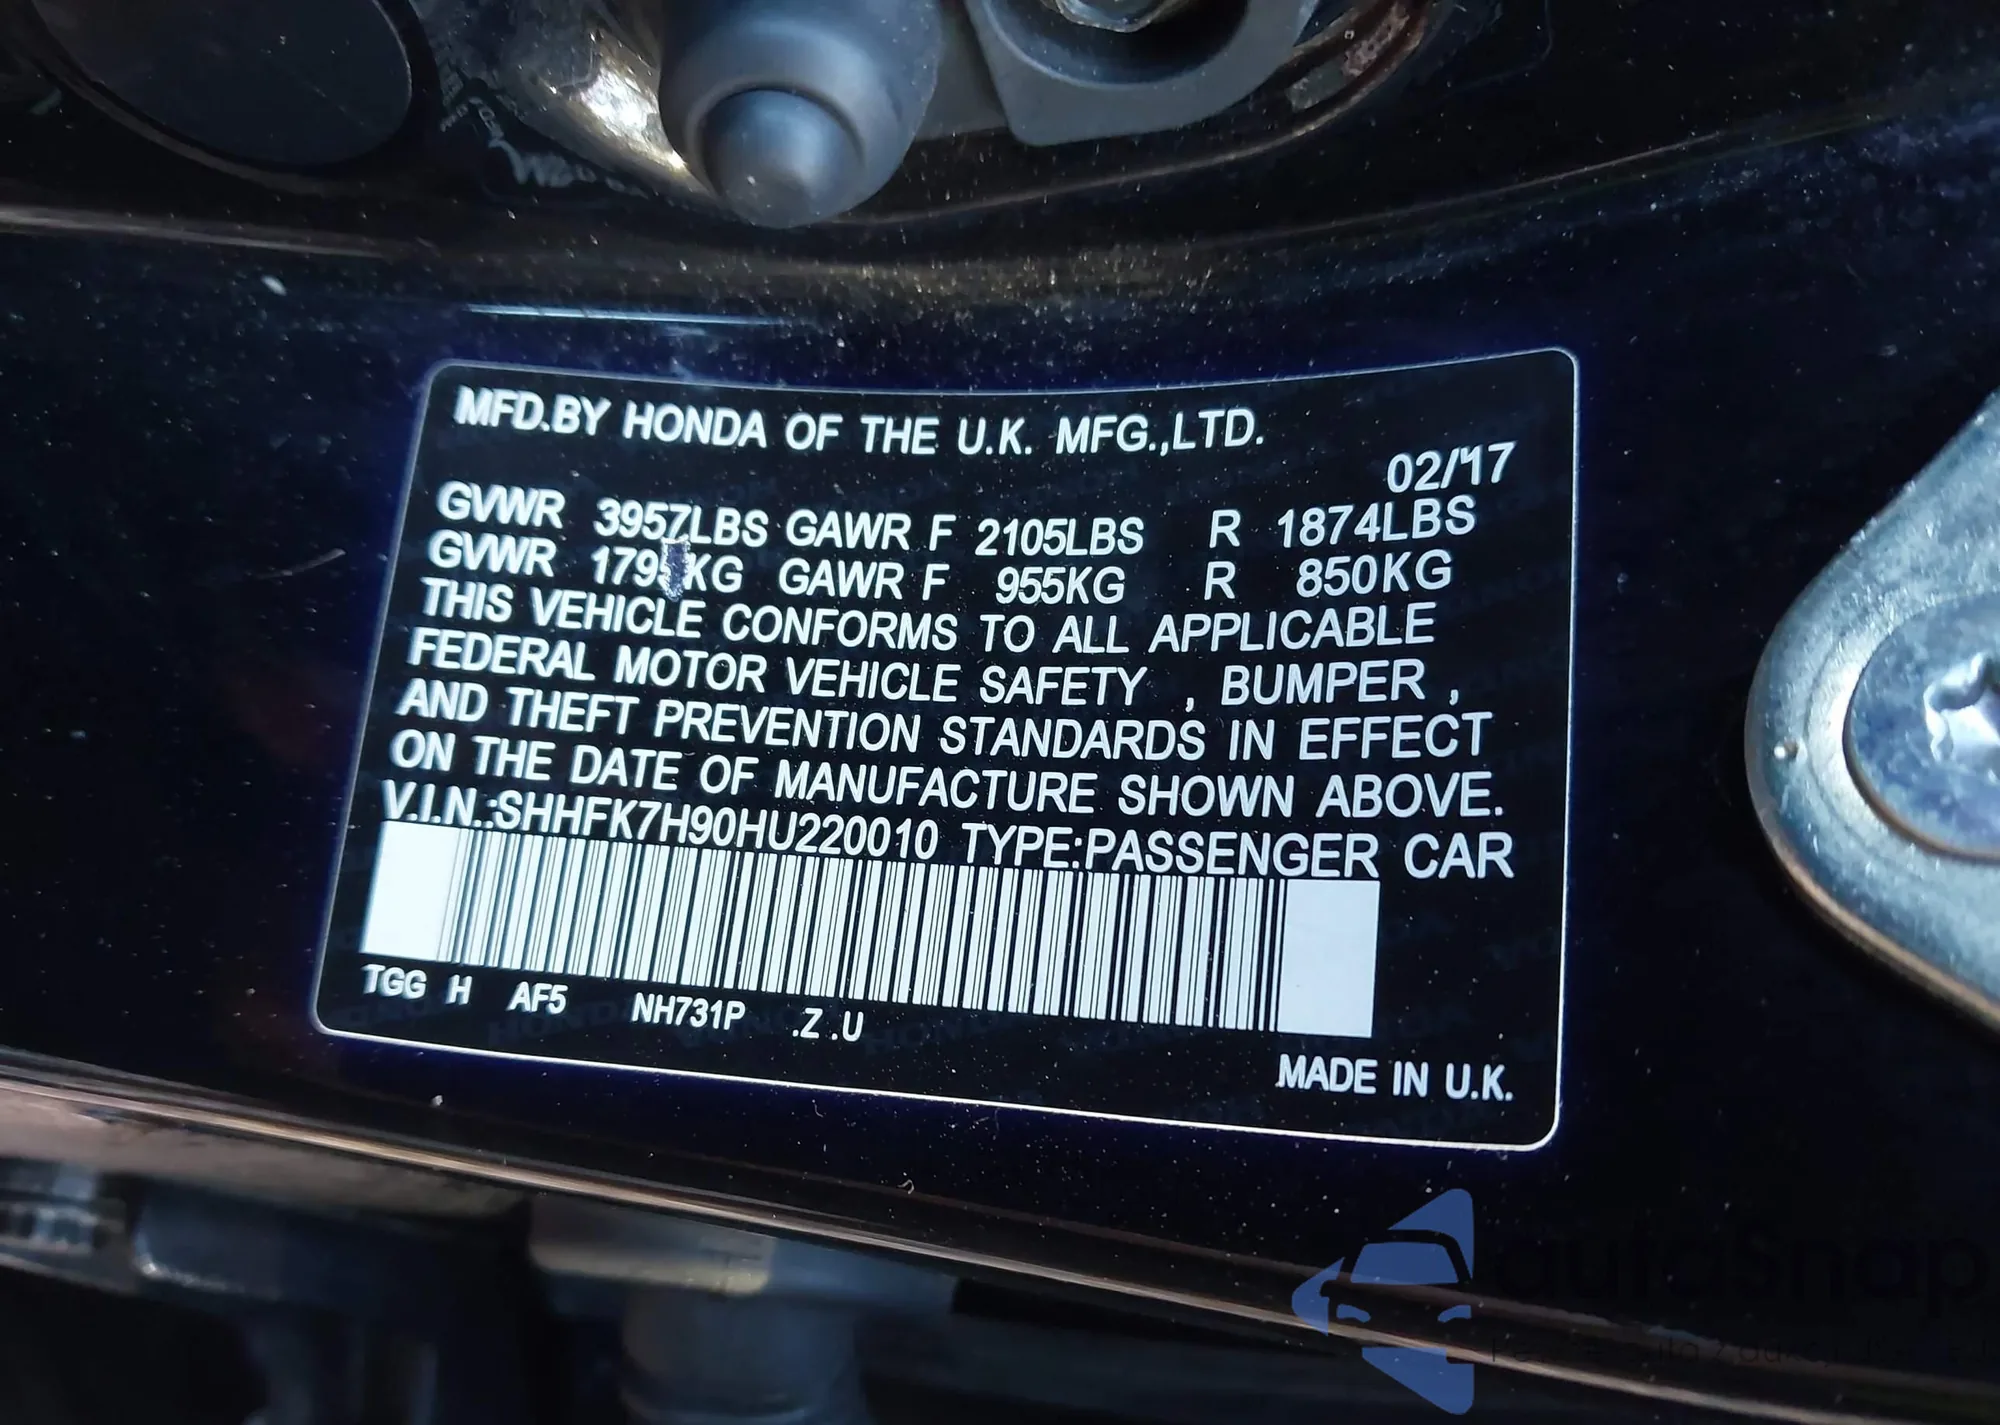 MFD.BY HONDA OF THE U.K. MFG.,LTD.
02/'17
GVWR 3957LBS GAWR F 2105LBS R 1874LBS
GVWR KG GAWR F 955KG R 850KG
THIS VEHICLE CONFORMS TO ALL APPLICABLE
FEDERAL MOTOR VEHICLE SAFETY , BUMPER ,
AND THEFT PREVENTION STANDARDS IN EFFECT
ON THE DATE OF MANUFACTURE SHOWN ABOVE.
V.I.N.:SHHFK7H90HU220010 TYPE:PASSENGER CAR
TGG H AF5 NH731P .Z .U
MADE IN U.K.